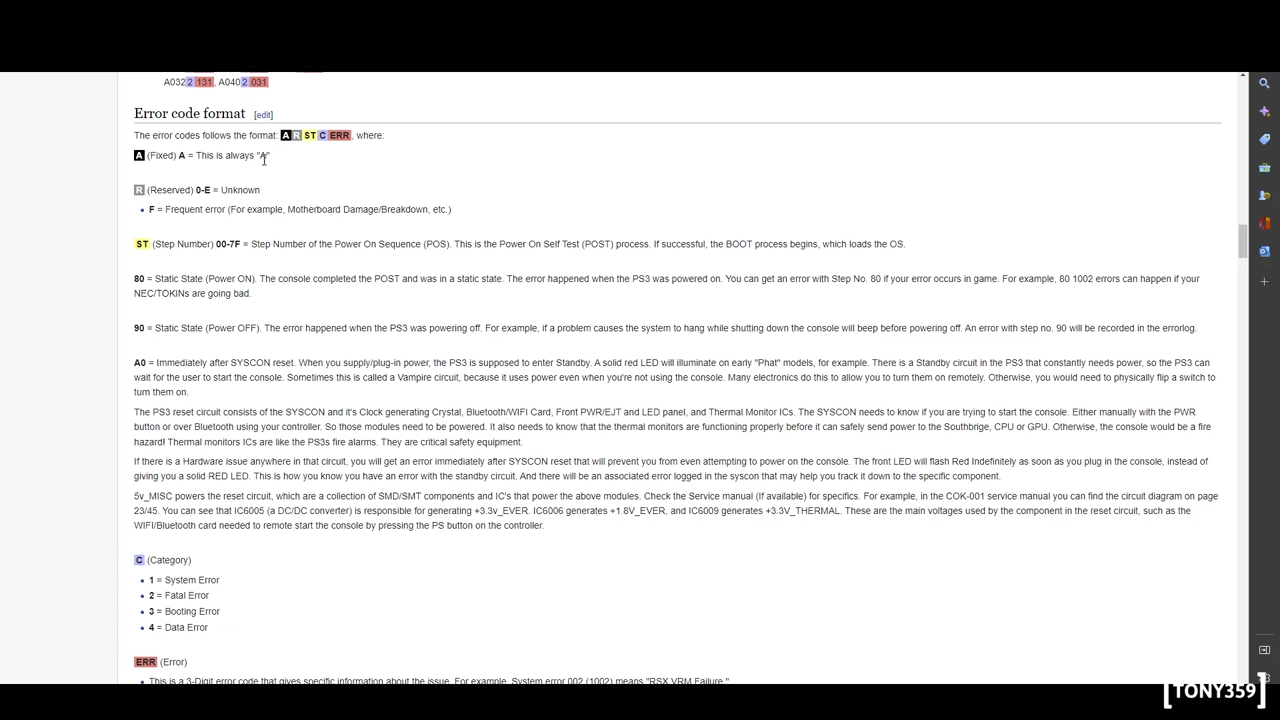 A0322131, A0402031
Error code format [edit]
The error codes follows the format: A R ST C ERR, where:
A (Fixed) A = This is always "A"
R (Reserved) 0-E = Unknown
• F = Frequent error (For example, Motherboard Damage/Breakdown, etc.)
ST (Step Number) 00-7F = Step Number of the Power On Sequence (POS). This is the Power On Self Test (POST) process. If successful, the BOOT process begins, which loads the OS.
80 = Static State (Power ON). The console completed the POST and was in a static state. The error happened when the PS3 was powered on. You can get an error with Step No. 80 if your error occurs in game. For example, 80 1002 errors can happen if your
NEC/TOKINs are going bad.
90 = Static State (Power OFF). The error happened when the PS3 was powering off. For example, if a problem causes the system to hang while shutting down the console will beep before powering off. An error with step no. 90 will be recorded in the errorlog.
A0 = Immediately after SYSCON reset. When you supply/plug-in power, the PS3 is supposed to enter Standby. A solid red LED will illuminate on early "Phat" models, for example. There is a Standby circuit in the PS3 that constantly needs power, so the PS3 can
wait for the user to start the console. Sometimes this is called a Vampire circuit, because it uses power even when you're not using the console. Many electronics do this to allow you to turn them on remotely. Otherwise, you would need to physically flip a switch to
turn them on.
The PS3 reset circuit consists of the SYSCON and it's Clock generating Crystal, Bluetooth/WIFI Card, Front PWR/EJT and LED panel, and Thermal Monitor ICs. The SYSCON needs to know if you are trying to start the console. Either manually with the PWR
button or over Bluetooth using your controller. So those modules need to be powered. It also needs to know that the thermal monitors are functioning properly before it can safely send power to the Southbrige, CPU or GPU. Otherwise, the console would be a fire
hazard! Thermal monitors ICs are like the PS3s fire alarms. They are critical safety equipment.
If there is a Hardware issue anywhere in that circuit, you will get an error immediately after SYSCON reset that will prevent you from even attempting to power on the console. The front LED will flash Red Indefinitely as soon as you plug in the console, instead of
giving you a solid RED LED. This is how you know you have an error with the standby circuit. And there will be an associated error logged in the syscon that may help you track it down to the specific component.
5v_MISC powers the reset circuit, which are a collection of SMD/SMT components and IC's that power the above modules. Check the Service manual (If available) for specifics. For example, in the COK-001 service manual you can find the circuit diagram on page
23/45. You can see that IC6005 (a DC/DC converter) is responsible for generating +3.3v_EVER. IC6006 generates +1.8V_EVER, and IC6009 generates +3.3V_THERMAL. These are the main voltages used by the component in the reset circuit, such as the
WIFI/Bluetooth card needed to remote start the console by pressing the PS button on the controller.
C (Category)
• 1 = System Error
• 2 = Fatal Error
• 3 = Booting Error
• 4 = Data Error
ERR (Error)
• This is a 3-Digit error code that gives specific information about the issue. For example, System error 002 (1002) means "RSX VRM Failure."
[TONY359]